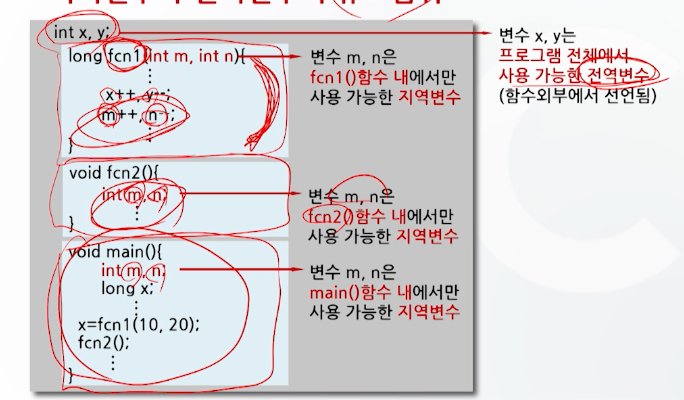 int x, y;
long fcn1(int m, int n){
⋮
x++, y--;
m++, n--;
⋮
}
변수 m, n은
fcn1()함수 내에서만
사용 가능한 지역변수
변수 x, y는
프로그램 전체에서
사용 가능한 전역변수
(함수외부에서 선언됨)
void fcn2(){
int m, n;
⋮
}
변수 m, n은
fcn2()함수 내에서만
사용 가능한 지역변수
void main(){
int m, n;
long x;
⋮
x=fcn1(10, 20);
fcn2();
⋮
}
변수 m, n은
main()함수 내에서만
사용 가능한 지역변수